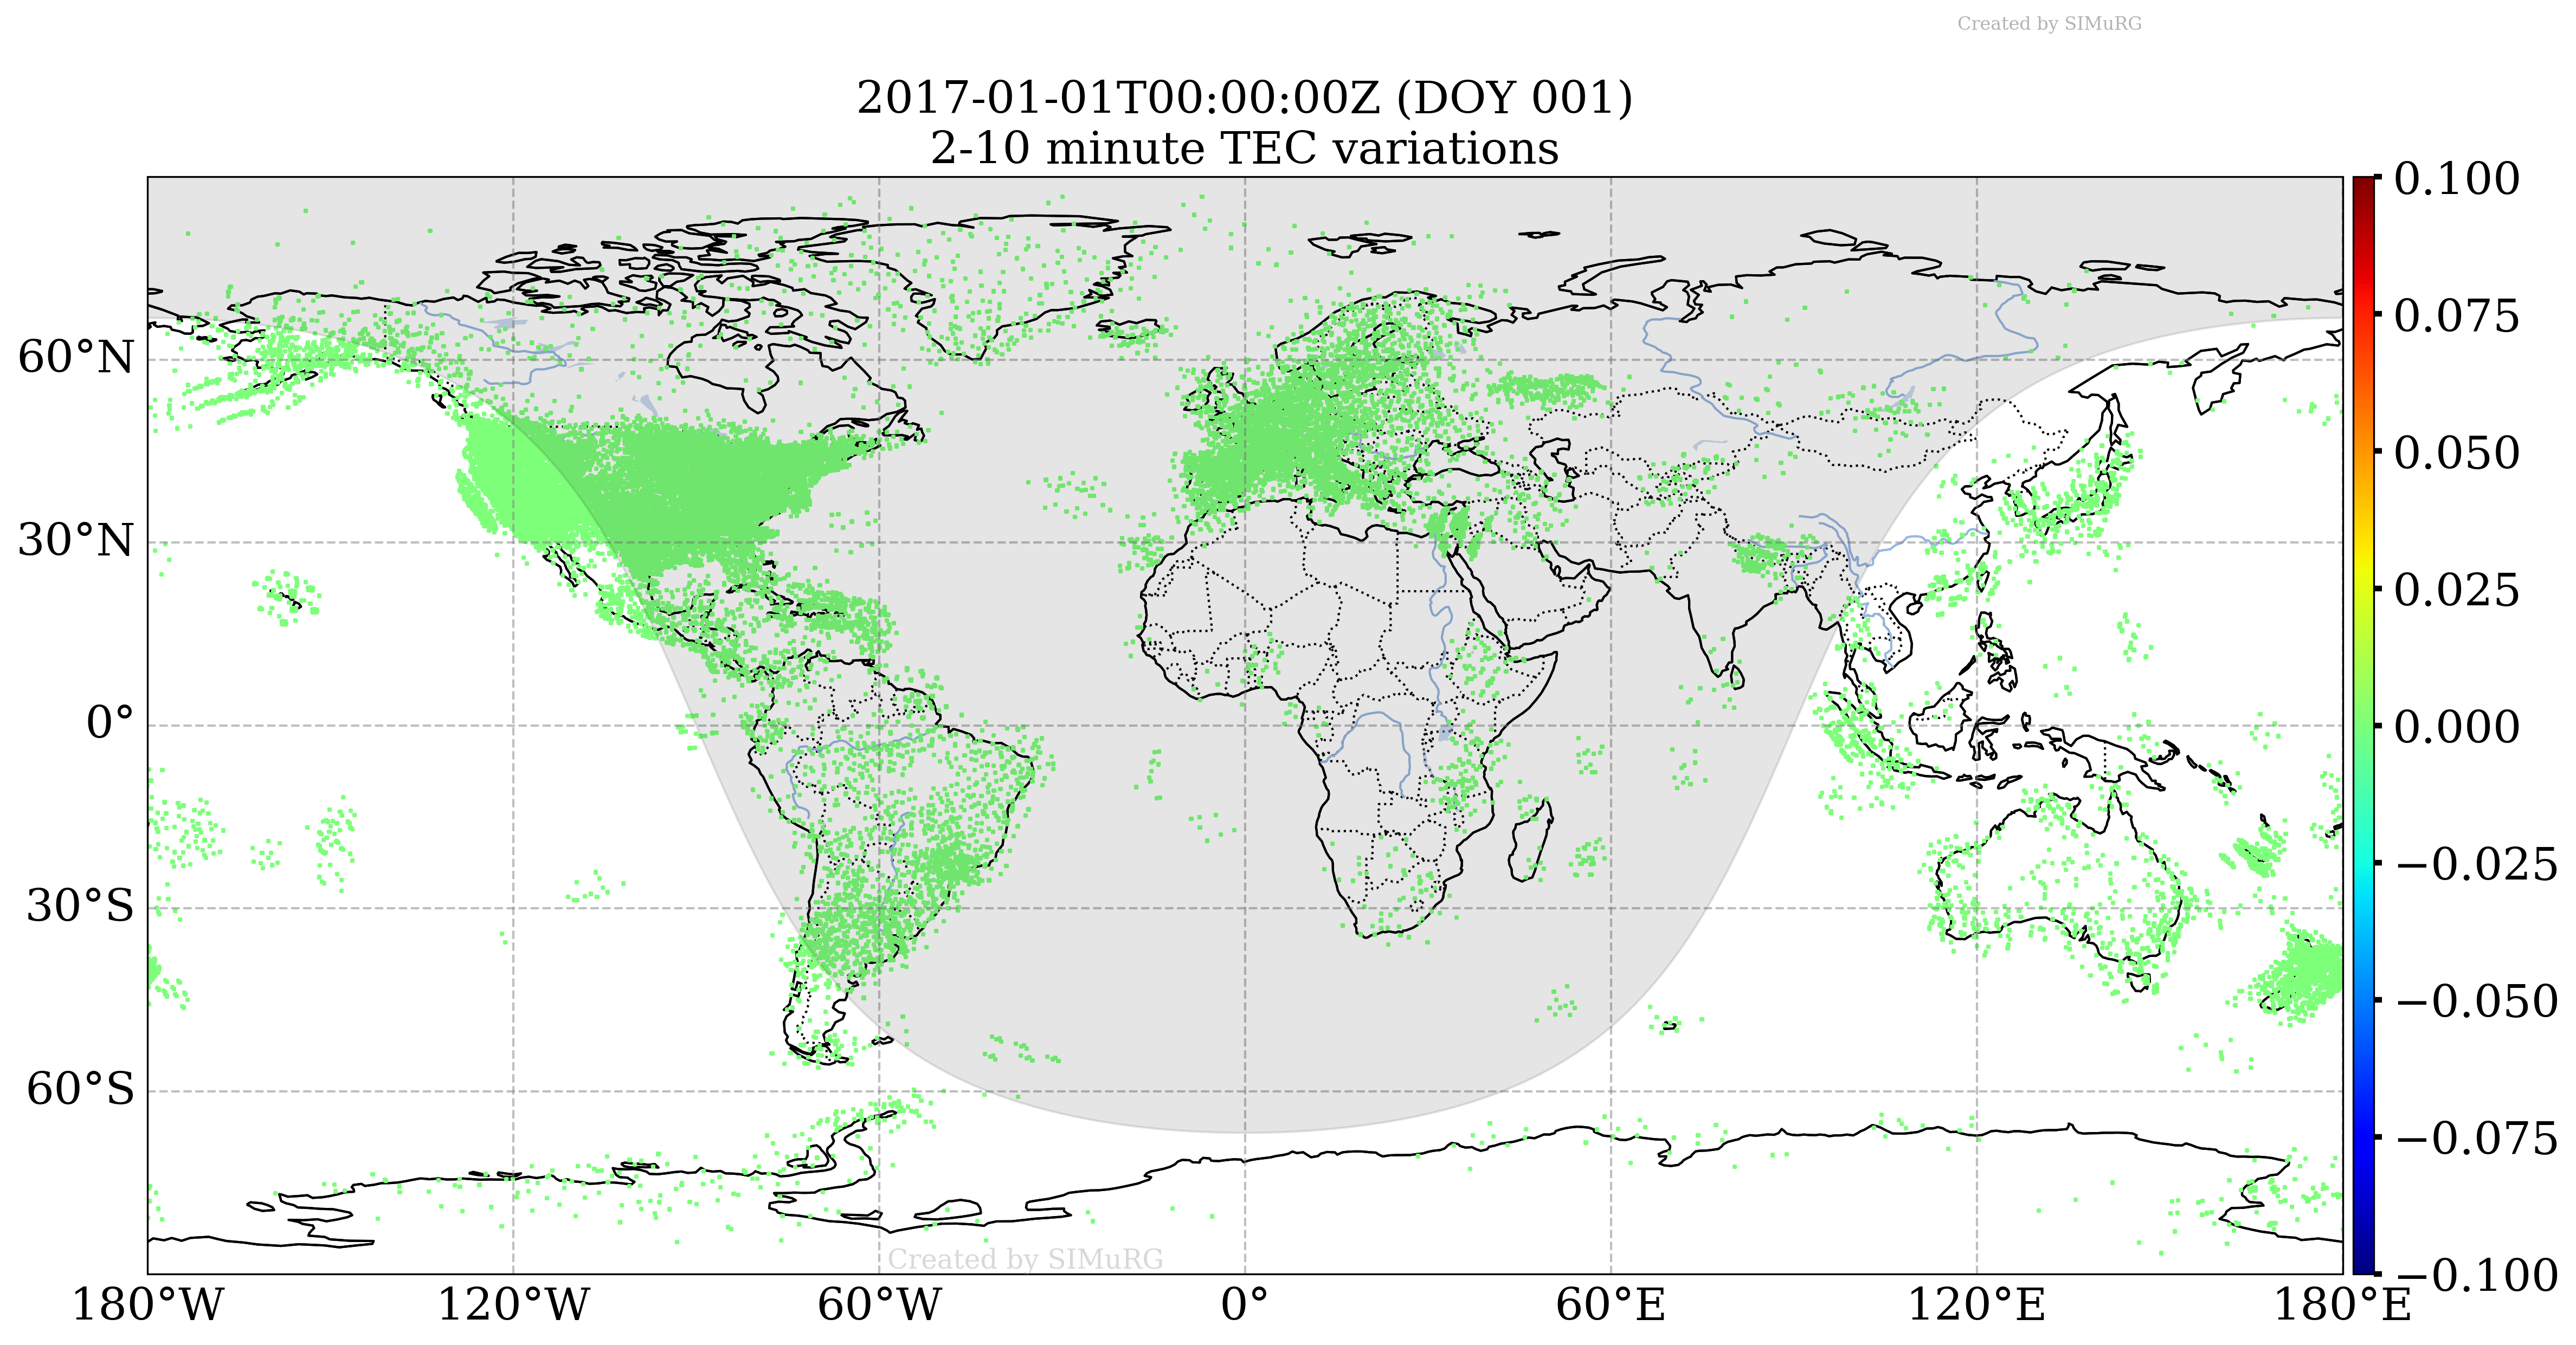 Created by SIMuRG
2017-01-01T00:00:00Z (DOY 001)
2-10 minute TEC variations
0.100
0.075
0.050
0.025
0.000
−0.025
−0.050
−0.075
−0.100
60°N
30°N
0°
30°S
60°S
Created by SIMuRG
180°W 120°W 60°W 0° 60°E 120°E 180°E